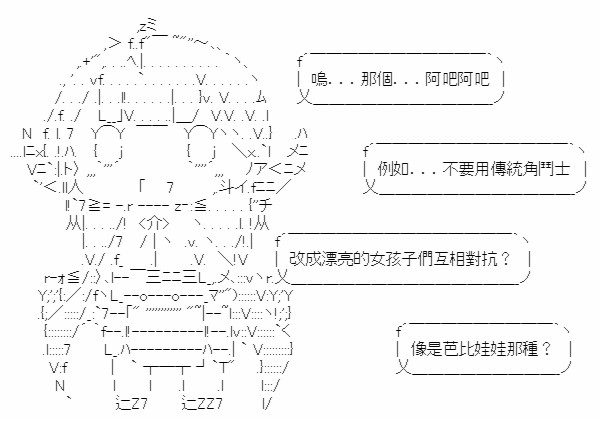 嗚．．．那個．．．阿吧阿吧
例如．．．不要用傳統角鬥士
改成漂亮的女孩子們互相對抗？
像是芭比娃娃那種？